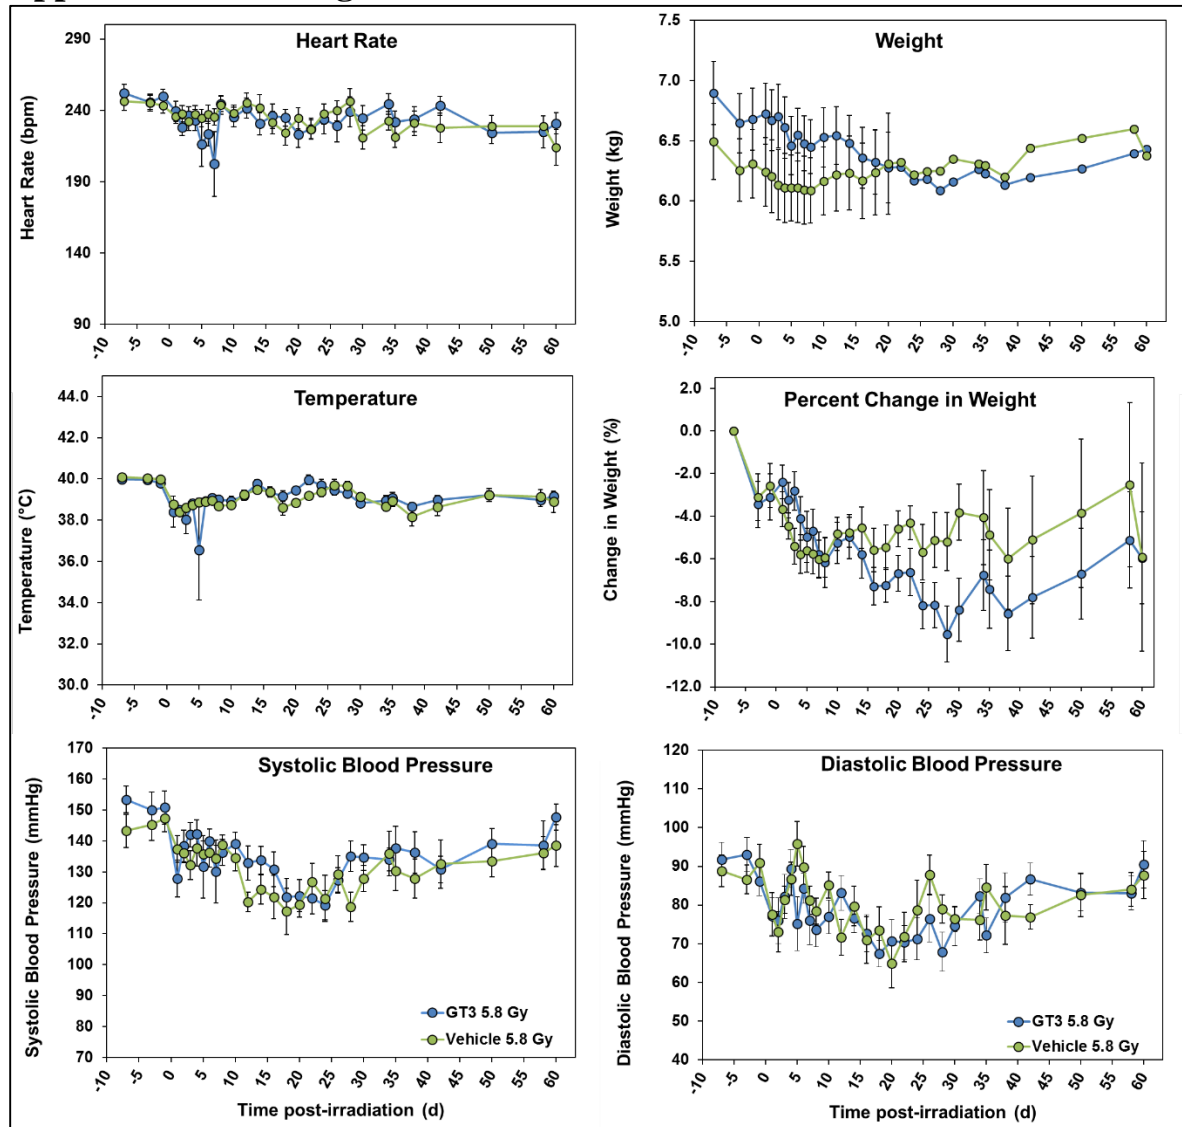 Heart Rate
Heart Rate (bpm)
290
240
190
140
90
-10 -5 0 5 10 15 20 25 30 35 40 45 50 55 60
Weight
Weight (kg)
7.5
7.0
6.5
6.0
5.5
5.0
-10 -5 0 5 10 15 20 25 30 35 40 45 50 55 60
Temperature
Temperature (°C)
44.0
42.0
40.0
38.0
36.0
34.0
32.0
30.0
-10 -5 0 5 10 15 20 25 30 35 40 45 50 55 60
Percent Change in Weight
Change in Weight (%)
2.0
0.0
-2.0
-4.0
-6.0
-8.0
-10.0
-12.0
-10 -5 0 5 10 15 20 25 30 35 40 45 50 55 60
Systolic Blood Pressure
Systolic Blood Pressure (mmHg)
170
160
150
140
130
120
110
100
90
80
70
GT3 5.8 Gy
Vehicle 5.8 Gy
-10 -5 0 5 10 15 20 25 30 35 40 45 50 55 60
Time post-irradiation (d)
Diastolic Blood Pressure
Diastolic Blood Pressure (mmHg)
120
110
100
90
80
70
60
50
40
GT3 5.8 Gy
Vehicle 5.8 Gy
-10 -5 0 5 10 15 20 25 30 35 40 45 50 55 60
Time post-irradiation (d)